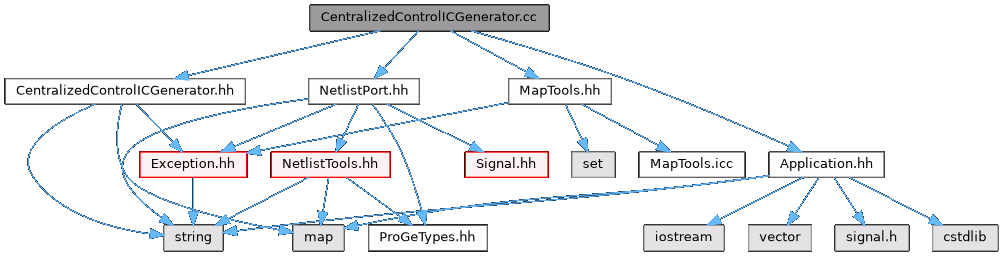 CentralizedControlICGenerator.cc
CentralizedControlICGenerator.hh
NetlistPort.hh
MapTools.hh
Exception.hh
NetlistTools.hh
Signal.hh
set
MapTools.icc
Application.hh
string
map
ProGeTypes.hh
iostream
vector
signal.h
cstdlib